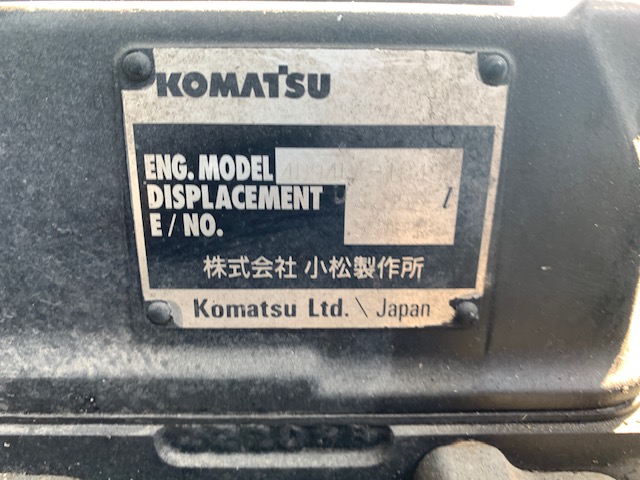 KOMATSU
ENG. MODEL
DISPLACEMENT l
E / NO.
株式会社 小松製作所
Komatsu Ltd. \ Japan